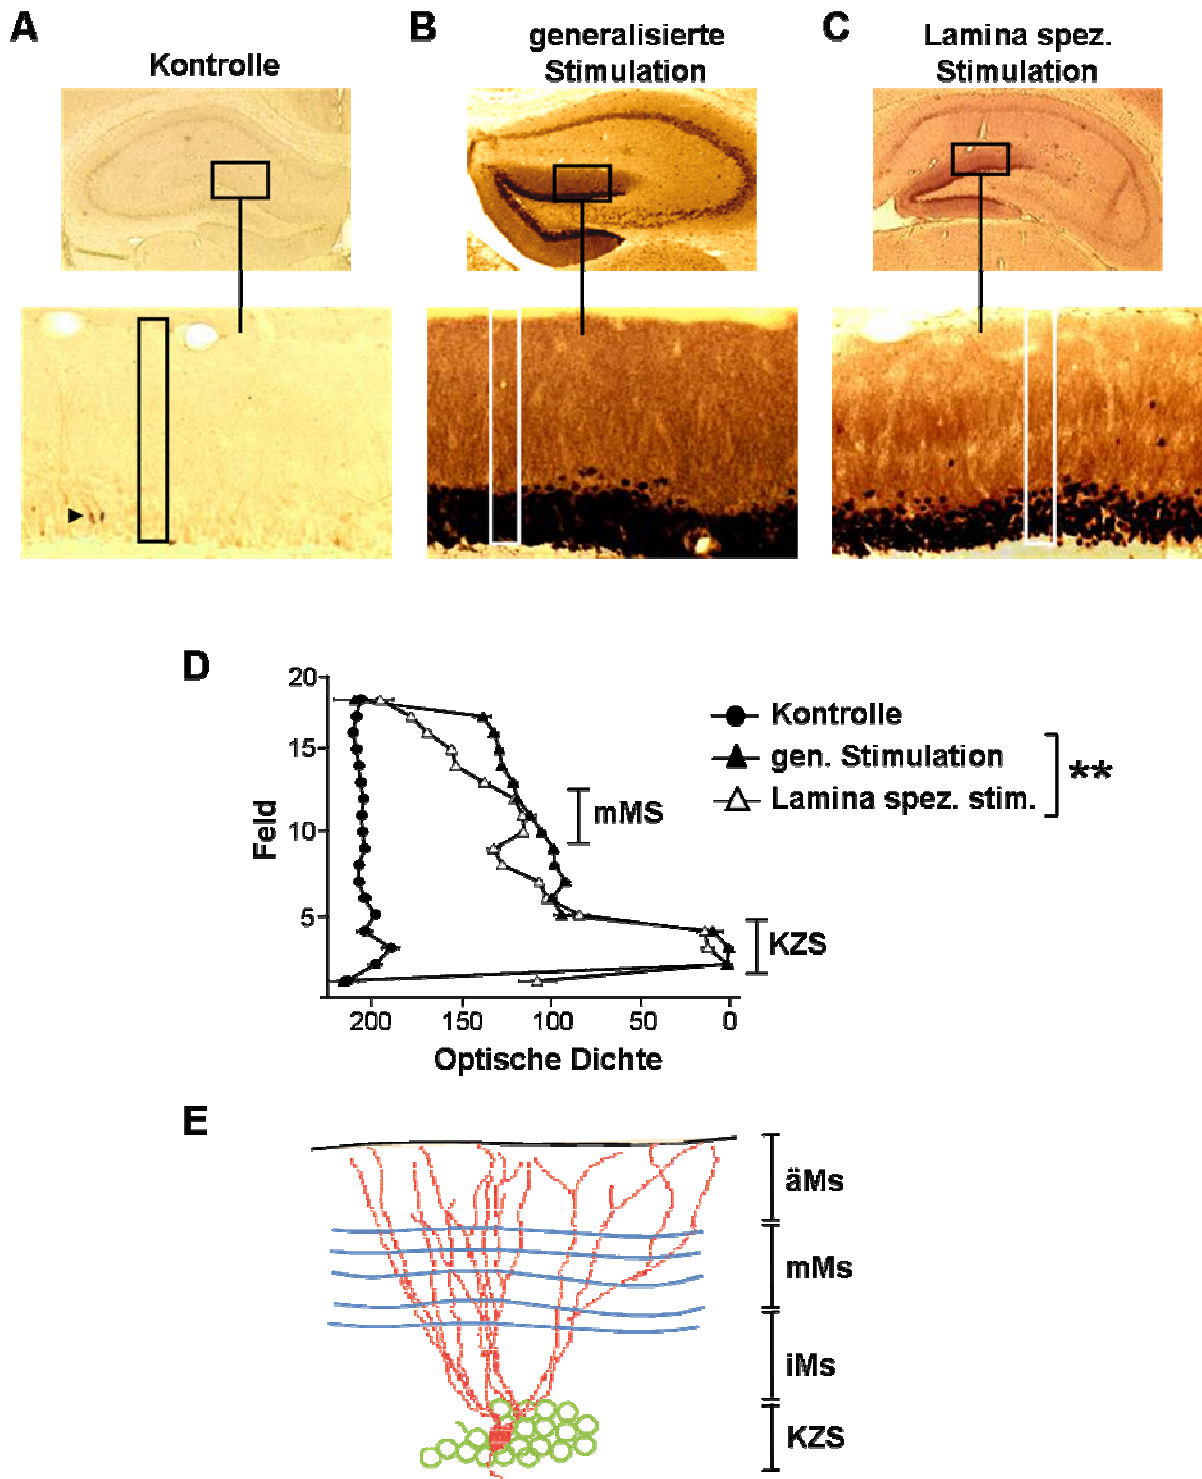 A
Kontrolle
B
generalisierte
Stimulation
C
Lamina spez.
Stimulation
D
20
15
10
5
Feld
200
150
100
50
0
Optische Dichte
mMS
KZS
Kontrolle
gen. Stimulation
Lamina spez. stim.
**
E
äMs
mMs
iMs
KZS